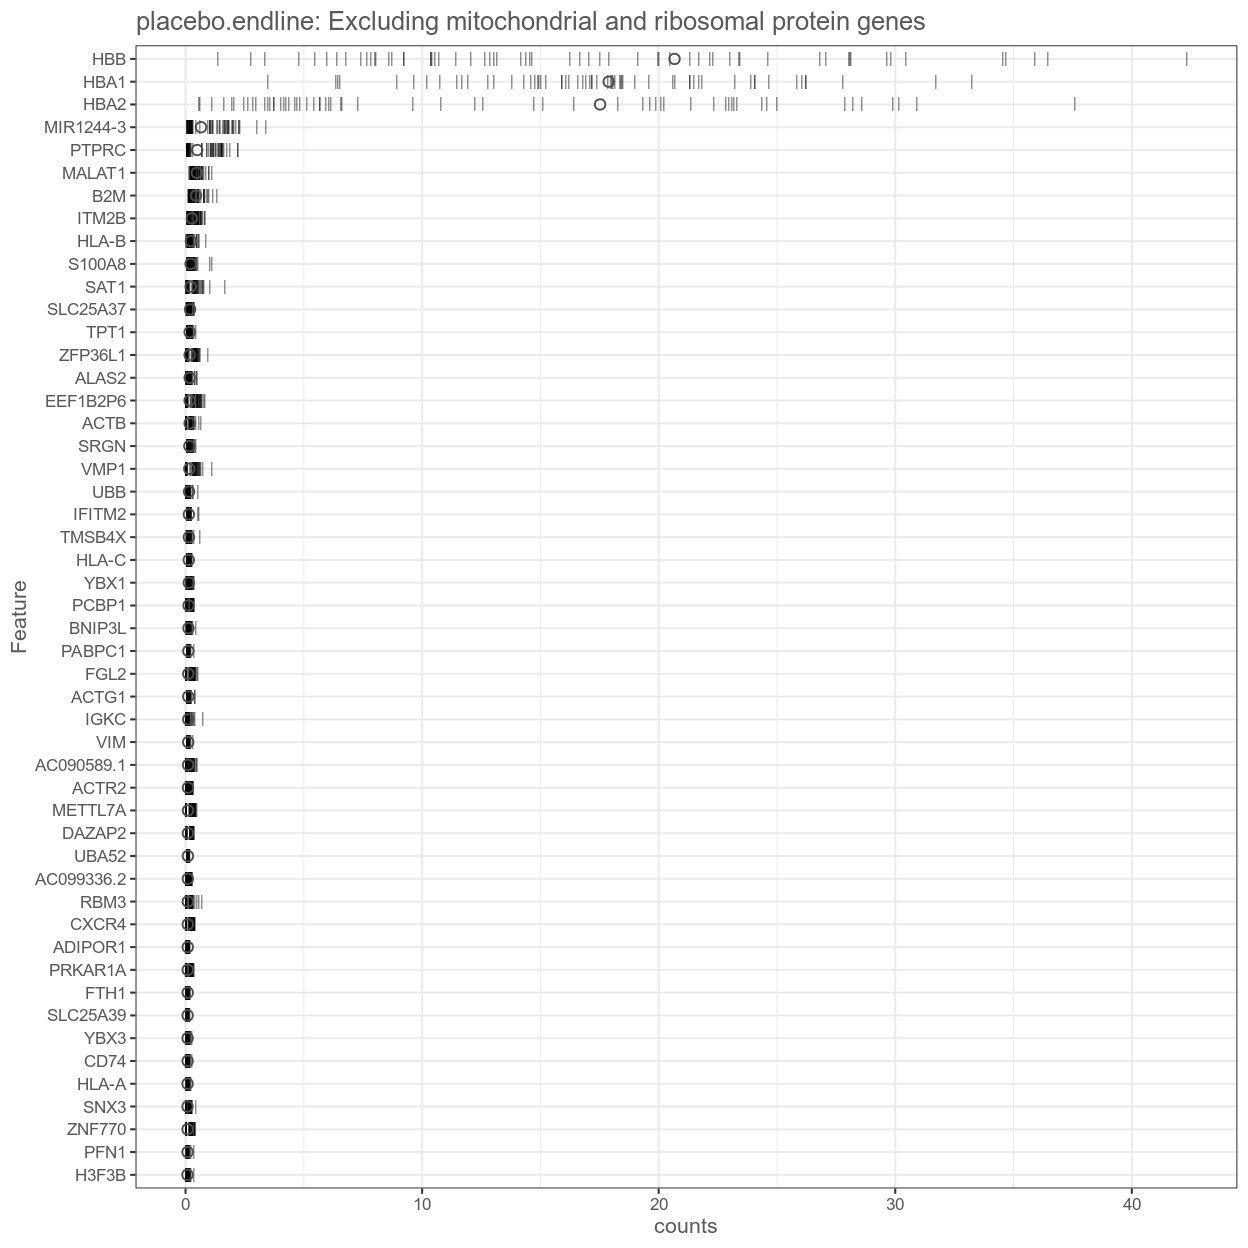 placebo.endline: Excluding mitochondrial and ribosomal protein genes
HBB
HBA1
HBA2
MIR1244-3
PTPRC
MALAT1
B2M
ITM2B
HLA-B
S100A8
SAT1
SLC25A37
TPT1
ZFP36L1
ALAS2
EEF1B2P6
ACTB
SRGN
VMP1
UBB
IFITM2
TMSB4X
HLA-C
YBX1
PCBP1
BNIP3L
PABPC1
FGL2
ACTG1
IGKC
VIM
AC090589.1
ACTR2
METTL7A
DAZAP2
UBA52
AC099336.2
RBM3
CXCR4
ADIPOR1
PRKAR1A
FTH1
SLC25A39
YBX3
CD74
HLA-A
SNX3
ZNF770
PFN1
H3F3B
Feature
0 10 20 30 40
counts